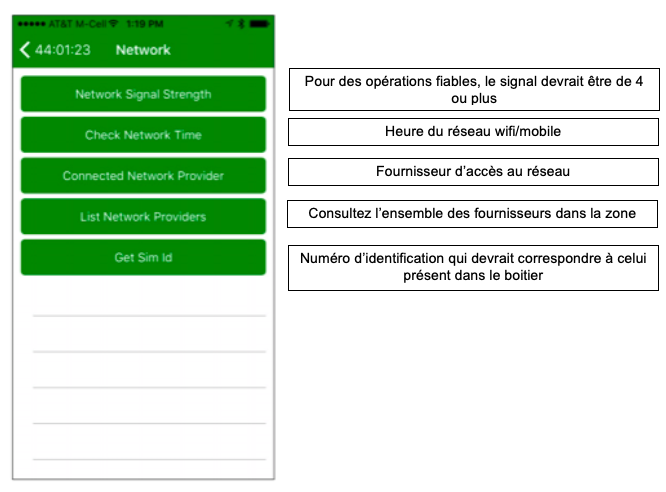 AT&T M-Cell 1:19 PM
44:01:23 Network
Network Signal Strength
Pour des opérations fiables, le signal devrait être de 4
ou plus
Check Network Time
Heure du réseau wifi/mobile
Connected Network Provider
Fournisseur d'accès au réseau
List Network Providers
Consultez l'ensemble des fournisseurs dans la zone
Get Sim Id
Numéro d'identification qui devrait correspondre à celui
présent dans le boitier